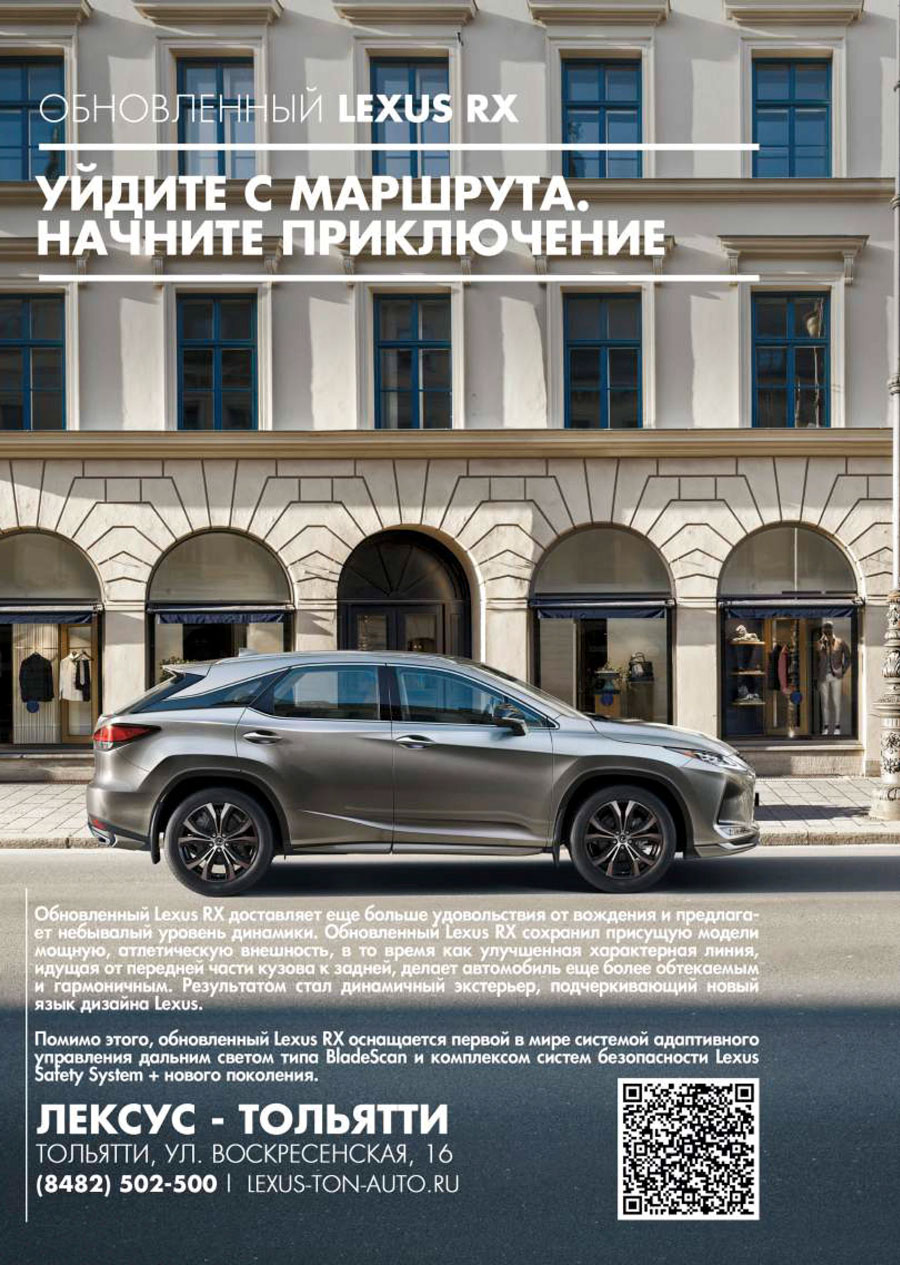 ОБНОВЛЕННЫЙ LEXUS RX
УЙДИТЕ С МАРШРУТА.
НАЧНИТЕ ПРИКЛЮЧЕНИЕ
Обновленный Lexus RX доставляет еще больше удовольствия от вождения и предлага-
ет небывалый уровень динамики. Обновленный Lexus RX сохранил присущую модели
мощную, атлетическую внешность, в то время как улучшенная характерная линия,
идущая от передней части кузова к задней, делает автомобиль еще более обтекаемым
и гармоничным. Результатом стал динамичный экстерьер, подчеркивающий новый
язык дизайна Lexus.
Помимо этого, обновленный Lexus RX оснащается первой в мире системой адаптивного
управления дальним светом типа BladeScan и комплексом систем безопасности Lexus
Safety System + нового поколения.
ЛЕКСУС - ТОЛЬЯТТИ
ТОЛЬЯТТИ, УЛ. ВОСКРЕСЕНСКАЯ, 16
(8482) 502-500 | LEXUS-TON-AUTO.RU